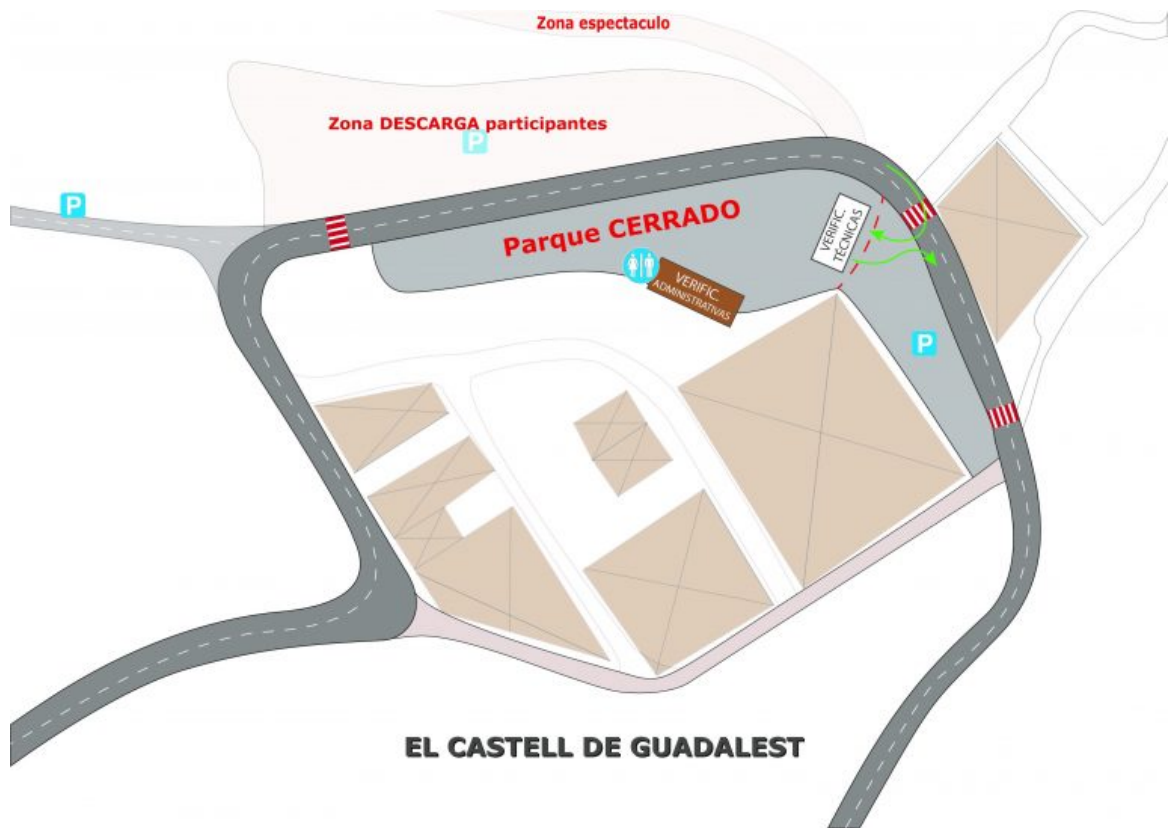 Zona espectaculo
Zona DESCARGA participantes
P
P
Parque CERRADO
VERIFIC.
TÉCNICAS
VERIFIC.
ADMINISTRATIVAS
P
EL CASTELL DE GUADALEST